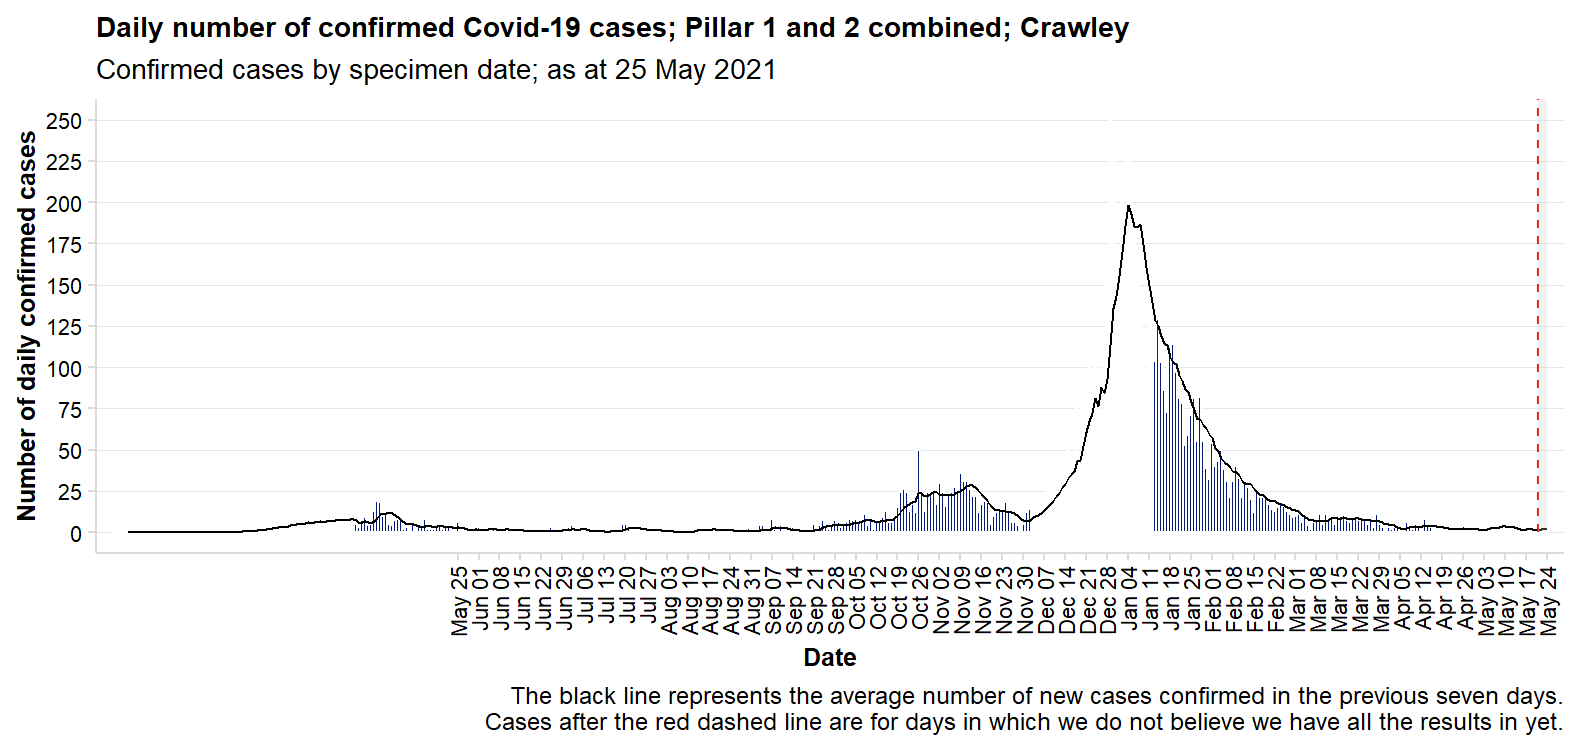 Daily number of confirmed Covid-19 cases; Pillar 1 and 2 combined; Crawley
Confirmed cases by specimen date; as at 25 May 2021
Number of daily confirmed cases
250
225
200
175
150
125
100
75
50
25
0
May 25
Jun 01
Jun 08
Jun 15
Jun 22
Jun 29
Jul 06
Jul 13
Jul 20
Jul 27
Aug 03
Aug 10
Aug 17
Aug 24
Aug 31
Sep 07
Sep 14
Sep 21
Sep 28
Oct 05
Oct 12
Oct 19
Oct 26
Nov 02
Nov 09
Nov 16
Nov 23
Nov 30
Dec 07
Dec 14
Dec 21
Dec 28
Jan 04
Jan 11
Jan 18
Jan 25
Feb 01
Feb 08
Feb 15
Feb 22
Mar 01
Mar 08
Mar 15
Mar 22
Mar 29
Apr 05
Apr 12
Apr 19
Apr 26
May 03
May 10
May 17
May 24
Date
The black line represents the average number of new cases confirmed in the previous seven days.
Cases after the red dashed line are for days in which we do not believe we have all the results in yet.